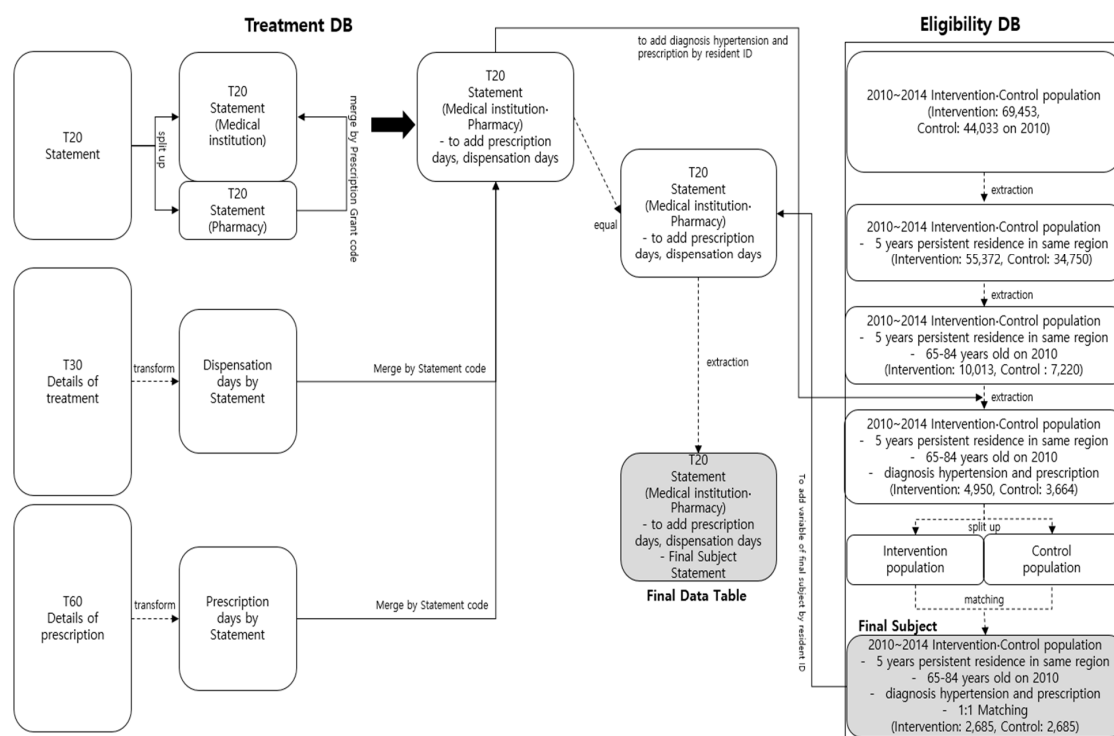 Treatment DB
Eligibility DB
T20
Statement
split up
T20
Statement
(Medical
institution)
T20
Statement
(Pharmacy)
merge by Prescription Grant code
T20
Statement
(Medical institution·
Pharmacy)
- to add prescription
days, dispensation days
to add diagnosis hypertension and
prescription by resident ID
equal
T20
Statement
(Medical institution·
Pharmacy)
- to add prescription
days, dispensation days
extraction
T20
Statement
(Medical institution·
Pharmacy)
- to add prescription
days, dispensation days
- Final Subject
Statement
Final Data Table
T30
Details of
treatment
transform
Dispensation
days by
Statement
Merge by Statement code
T60
Details of
prescription
transform
Prescription
days by
Statement
Merge by Statement code
To add variable of final subject by resident ID
2010~2014 Intervention·Control population
(Intervention: 69,453,
Control: 44,033 on 2010)
extraction
2010~2014 Intervention·Control population
- 5 years persistent residence in same region
(Intervention: 55,372, Control: 34,750)
extraction
2010~2014 Intervention·Control population
- 5 years persistent residence in same region
- 65-84 years old on 2010
(Intervention: 10,013, Control : 7,220)
extraction
2010~2014 Intervention·Control population
- 5 years persistent residence in same region
- 65-84 years old on 2010
- diagnosis hypertension and prescription
(Intervention: 4,950, Control: 3,664)
split up
Intervention
population
Control
population
matching
Final Subject
2010~2014 Intervention·Control population
- 5 years persistent residence in same region
- 65-84 years old on 2010
- diagnosis hypertension and prescription
- 1:1 Matching
(Intervention: 2,685, Control: 2,685)